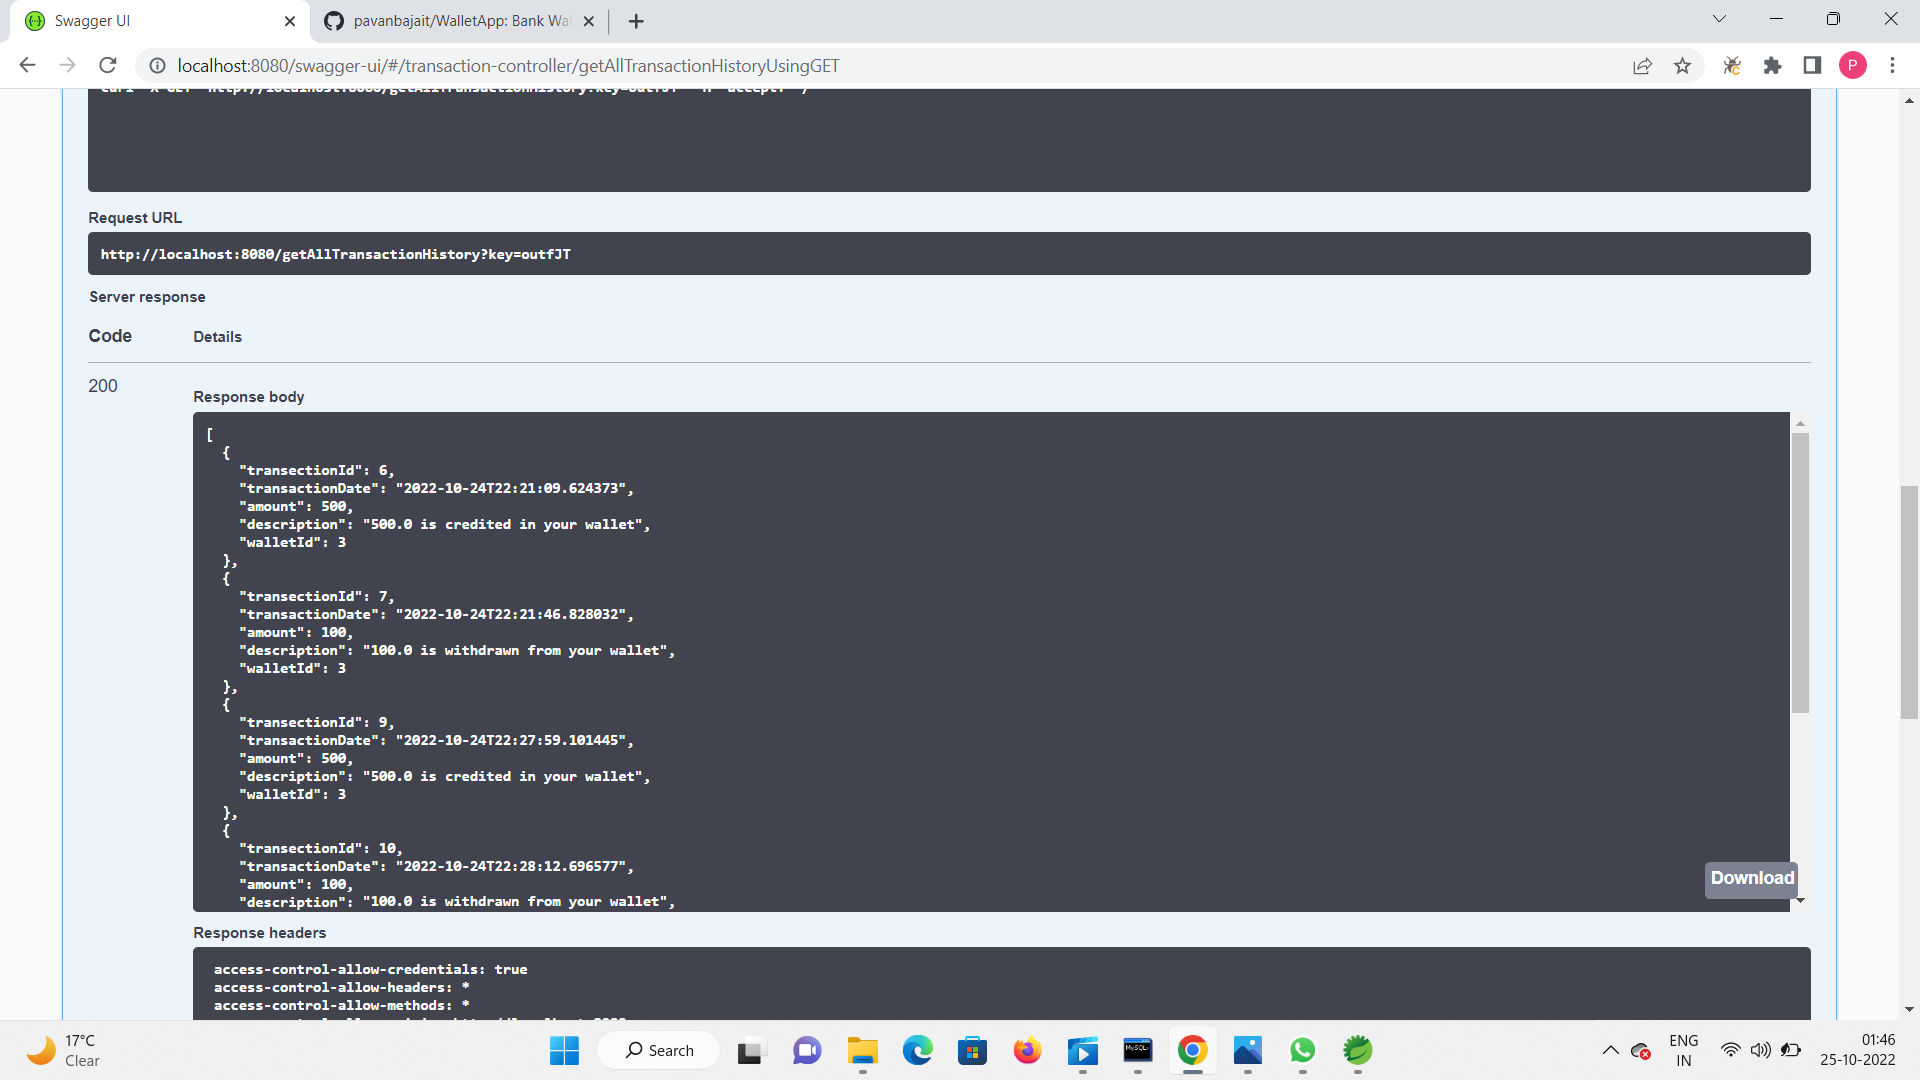 Swagger UI
pavanbajait/WalletApp: Bank Wal
localhost:8080/swagger-ui/#/transaction-controller/getAllTransactionHistoryUsingGET
P
Request URL
http://localhost:8080/getAllTransactionHistory?key=outfJT
Server response
Code Details
200
Response body
[
{
"transectionId": 6,
"transactionDate": "2022-10-24T22:21:09.624373",
"amount": 500,
"description": "500.0 is credited in your wallet",
"walletId": 3
},
{
"transectionId": 7,
"transactionDate": "2022-10-24T22:21:46.828032",
"amount": 100,
"description": "100.0 is withdrawn from your wallet",
"walletId": 3
},
{
"transectionId": 9,
"transactionDate": "2022-10-24T22:27:59.101445",
"amount": 500,
"description": "500.0 is credited in your wallet",
"walletId": 3
},
{
"transectionId": 10,
"transactionDate": "2022-10-24T22:28:12.696577",
"amount": 100,
"description": "100.0 is withdrawn from your wallet",
Download
Response headers
access-control-allow-credentials: true
access-control-allow-headers: *
access-control-allow-methods: *
17°C
Clear
Search
ENG
IN
01:46
25-10-2022